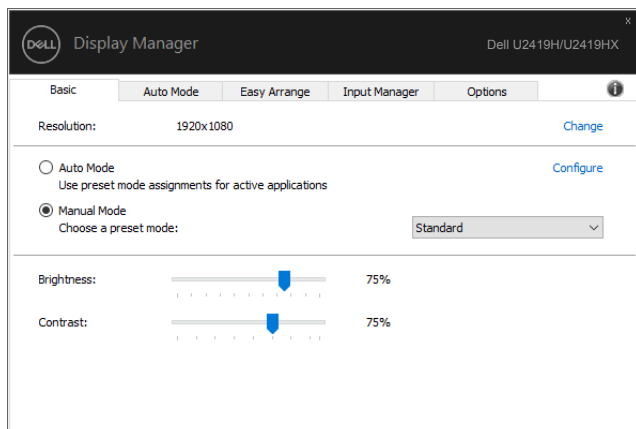 x
DELL Display Manager Dell U2419H/U2419HX
Basic Auto Mode Easy Arrange Input Manager Options i
Resolution: 1920x1080 Change
Auto Mode Configure
Use preset mode assignments for active applications
Manual Mode
Choose a preset mode: Standard
Brightness: 75%
Contrast: 75%